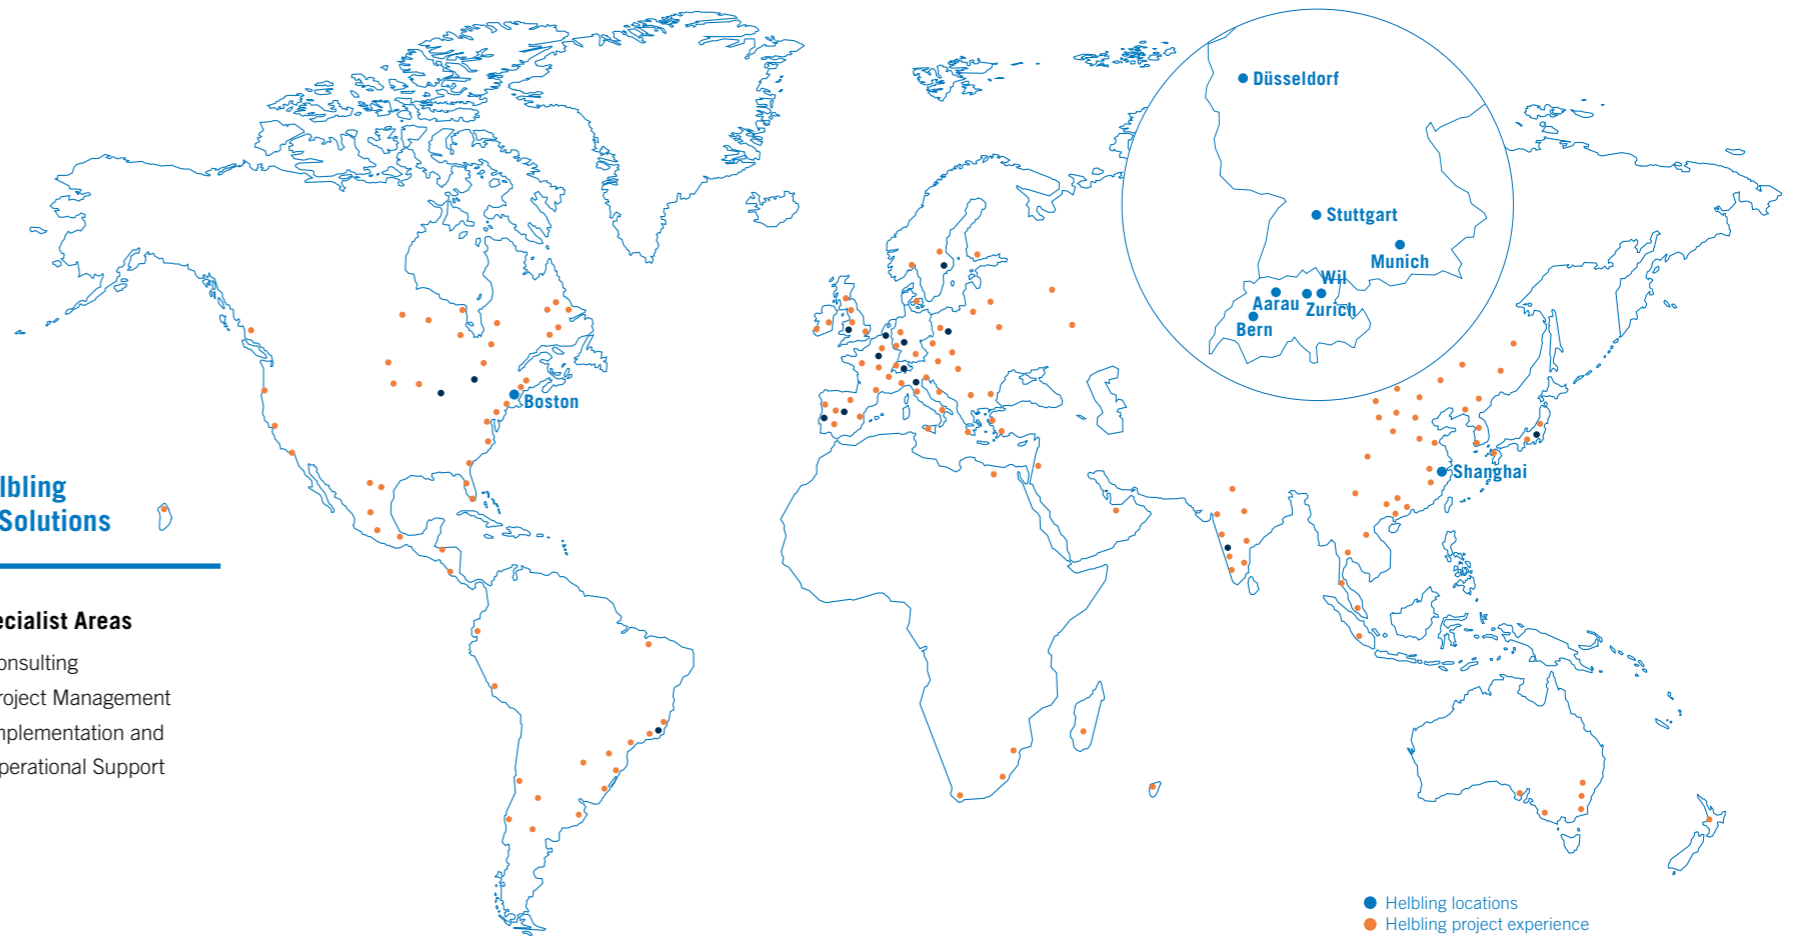 lbling
Solutions
ecialist Areas
onsulting
roject Management
nplementation and
perational Support
Boston
Düsseldorf
Stuttgart
Munich
Wil
Aarau
Zurich
Bern
Shanghai
Helbling locations
Helbling project experience